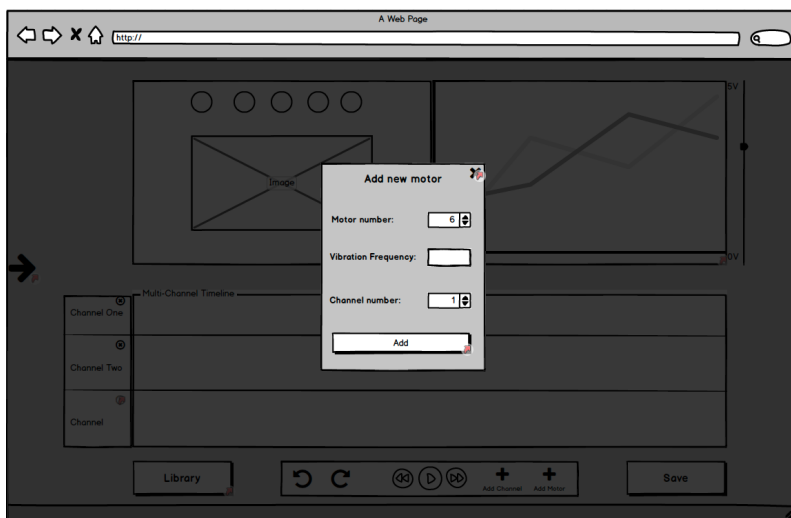 A Web Page
http://
5V
Image
Add new motor
Motor number: 6
Vibration Frequency:
0V
Multi-Channel Timeline
Channel One
Channel number: 1
Add
Channel Two
Channel
Library
Add Channel
Add Motor
Save